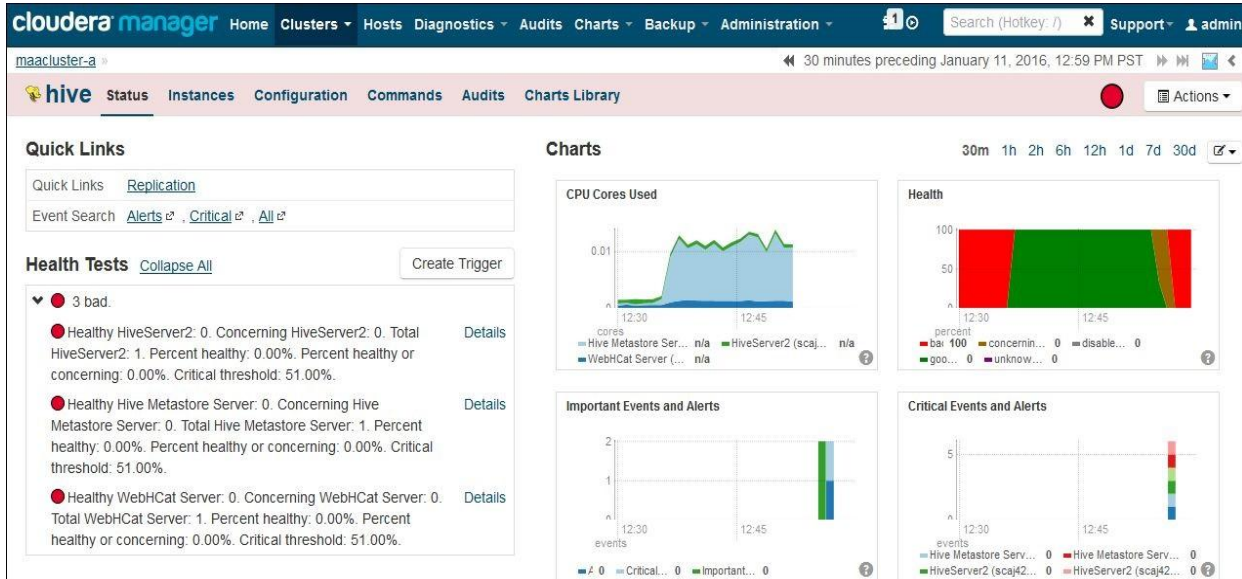 cloudera manager Home Clusters Hosts Diagnostics Audits Charts Backup Administration 1 Search (Hotkey: /) Support admin
maacluster-a » 30 minutes preceding January 11, 2016, 12:59 PM PST
hive Status Instances Configuration Commands Audits Charts Library Actions
Quick Links
Quick Links Replication
Event Search Alerts , Critical , All
Health Tests Collapse All Create Trigger
3 bad.
Healthy HiveServer2: 0. Concerning HiveServer2: 0. Total Details
HiveServer2: 1. Percent healthy: 0.00%. Percent healthy or
concerning: 0.00%. Critical threshold: 51.00%.
Healthy Hive Metastore Server: 0. Concerning Hive Details
Metastore Server: 0. Total Hive Metastore Server: 1. Percent
healthy: 0.00%. Percent healthy or concerning: 0.00%. Critical
threshold: 51.00%.
Healthy WebHCat Server: 0. Concerning WebHCat Server: 0. Details
Total WebHCat Server: 1. Percent healthy: 0.00%. Percent
healthy or concerning: 0.00%. Critical threshold: 51.00%.
Charts 30m 1h 2h 6h 12h 1d 7d 30d
CPU Cores Used
0.01
12:30 12:45
cores
Hive Metastore Ser... n/a HiveServer2 (scaj... n/a
WebHCat Server (... n/a
Health
100
50
0
12:30 12:45
percent
100 concernin... 0 disable... 0
goo... 0 unknow... 0
Important Events and Alerts
2
1
12:30 12:45
events
0 Critical... 0 Important... 0
Critical Events and Alerts
5
12:30 12:45
events
Hive Metastore Serv... 0 Hive Metastore Serv... 0
HiveServer2 (scaj42... 0 HiveServer2 (scaj42... 0